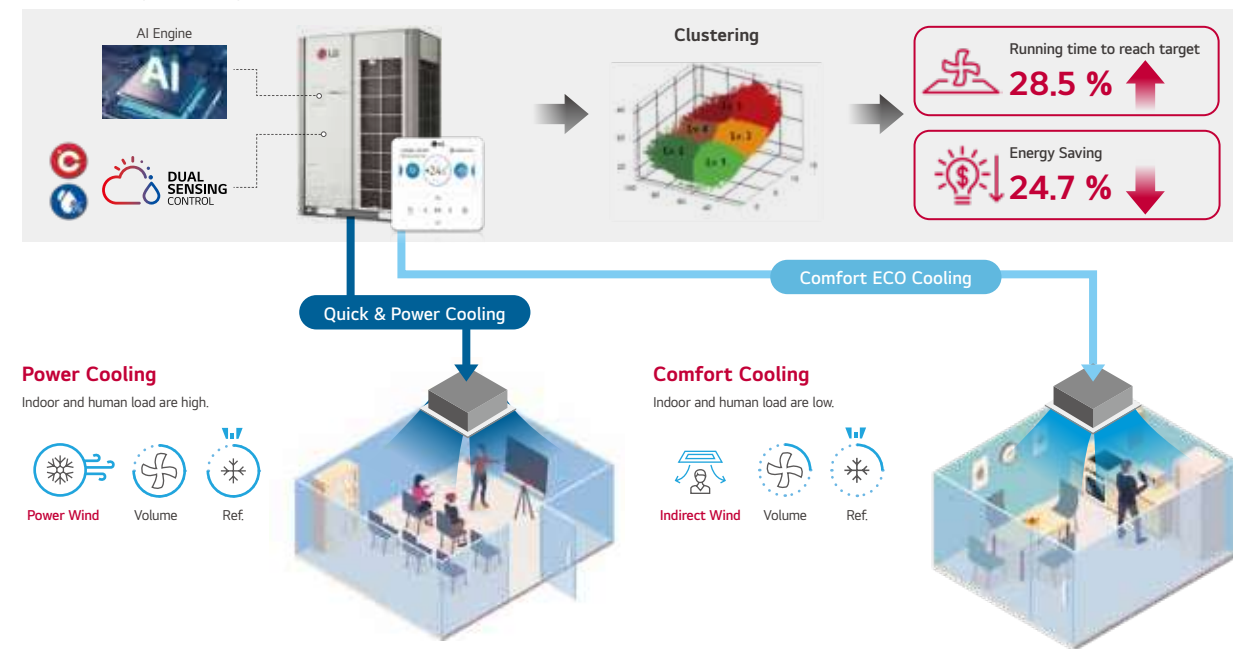 AI Engine
AI
LG
DUAL
SENSING
CONTROL
Clustering
Running time to reach target
28.5 %
Energy Saving
24.7 %
Comfort ECO Cooling
Quick & Power Cooling
Power Cooling
Indoor and human load are high.
Power Wind
Volume
Ref.
Comfort Cooling
Indoor and human load are low.
Indirect Wind
Volume
Ref.